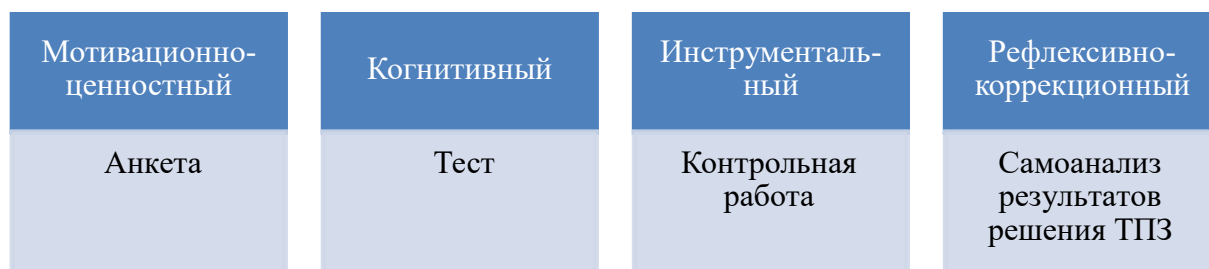 Мотивационно-
ценностный
Анкета
Когнитивный
Тест
Инструменталь-
ный
Контрольная
работа
Рефлексивно-
коррекционный
Самоанализ
результатов
решения ТПЗ